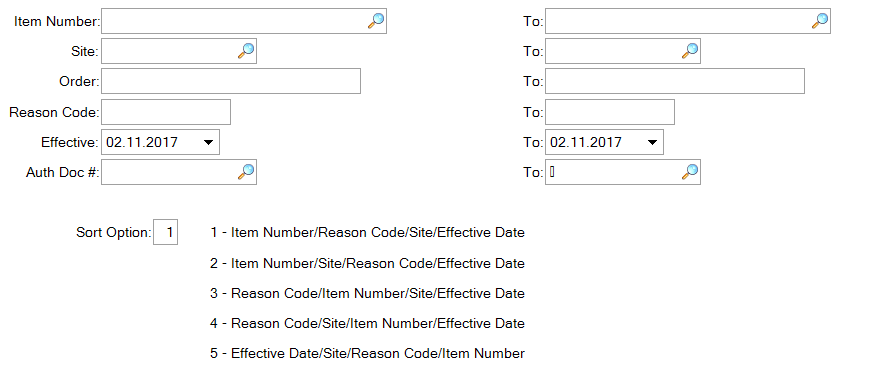 Item Number: To:
Site: To:
Order: To:
Reason Code: To:
Effective: 02.11.2017 To: 02.11.2017
Auth Doc #: To: ▯
Sort Option: 1 1 - Item Number/Reason Code/Site/Effective Date
2 - Item Number/Site/Reason Code/Effective Date
3 - Reason Code/Item Number/Site/Effective Date
4 - Reason Code/Site/Item Number/Effective Date
5 - Effective Date/Site/Reason Code/Item Number